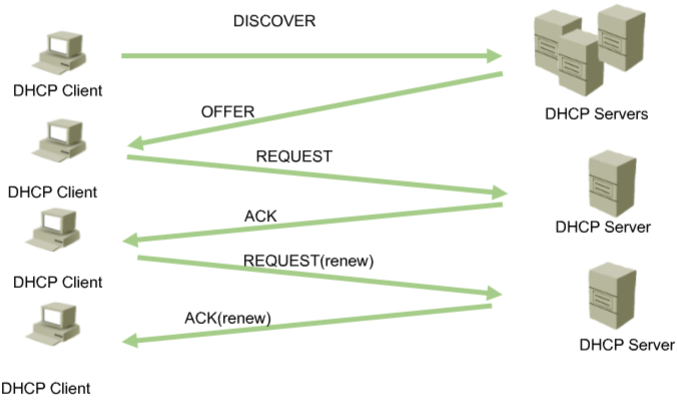 DISCOVER
DHCP Client
DHCP Servers
OFFER
REQUEST
DHCP Client
ACK
DHCP Server
REQUEST(renew)
DHCP Client
ACK(renew)
DHCP Server
DHCP Client